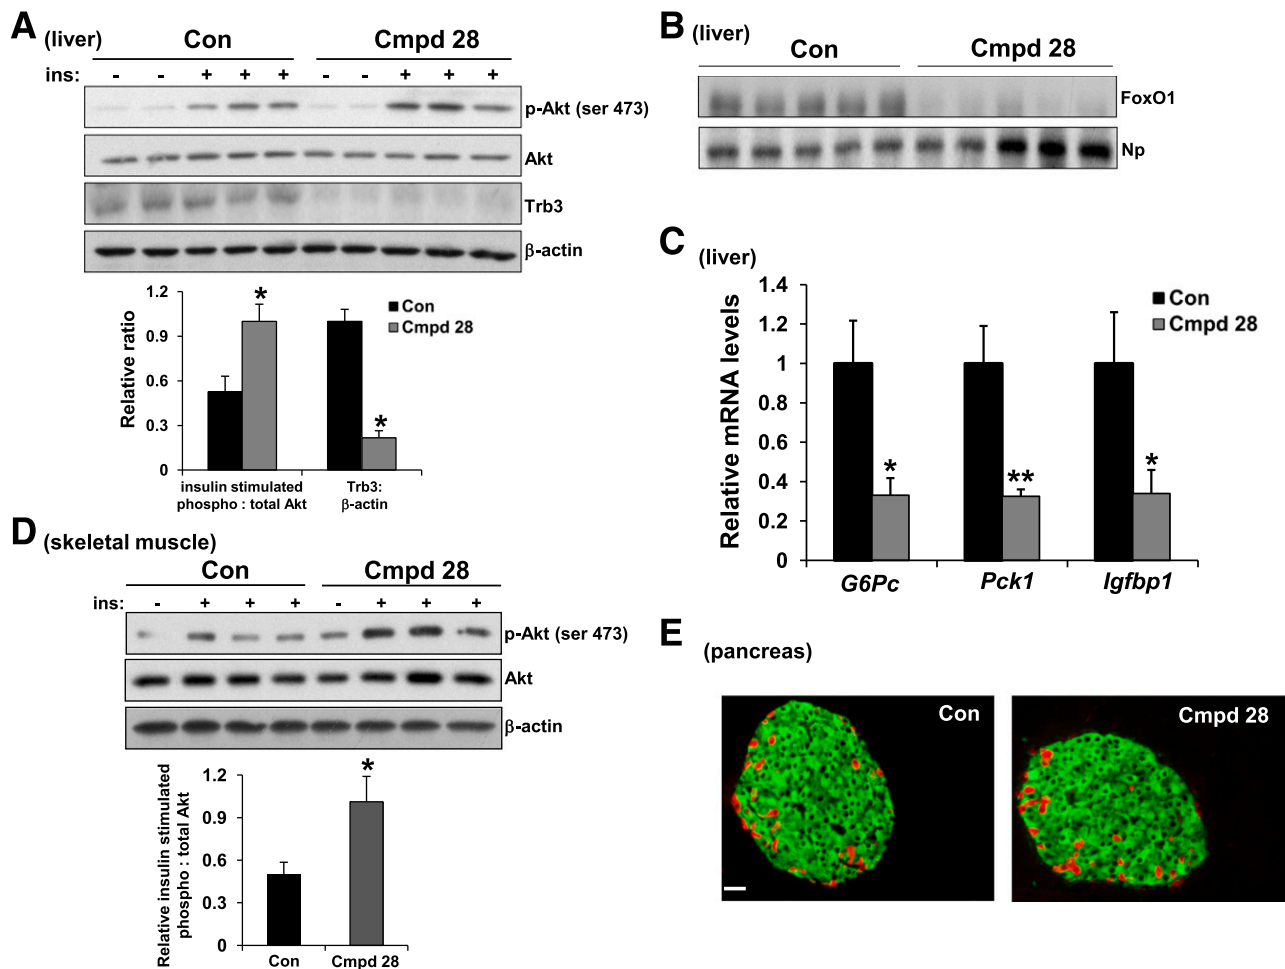 A (liver) Con Cmpd 28
ins: - - + + + - - + + +
p-Akt (ser 473)
Akt
Trb3
β-actin
Relative ratio
1.2
0.9
0.6
0.3
0
*
*
Con
Cmpd 28
insulin stimulated
phospho : total Akt
Trb3:
β-actin
B (liver) Con Cmpd 28
FoxO1
Np
C (liver)
Relative mRNA levels
1.4
1.2
1
0.8
0.6
0.4
0.2
0
Con
Cmpd 28
*
**
*
G6Pc Pck1 Igfbp1
D (skeletal muscle)
Con Cmpd 28
ins: - + + + - + + +
p-Akt (ser 473)
Akt
β-actin
Relative insulin stimulated
phospho : total Akt
1.2
0.9
0.6
0.3
0
*
Con Cmpd 28
E (pancreas)
Con
Cmpd 28